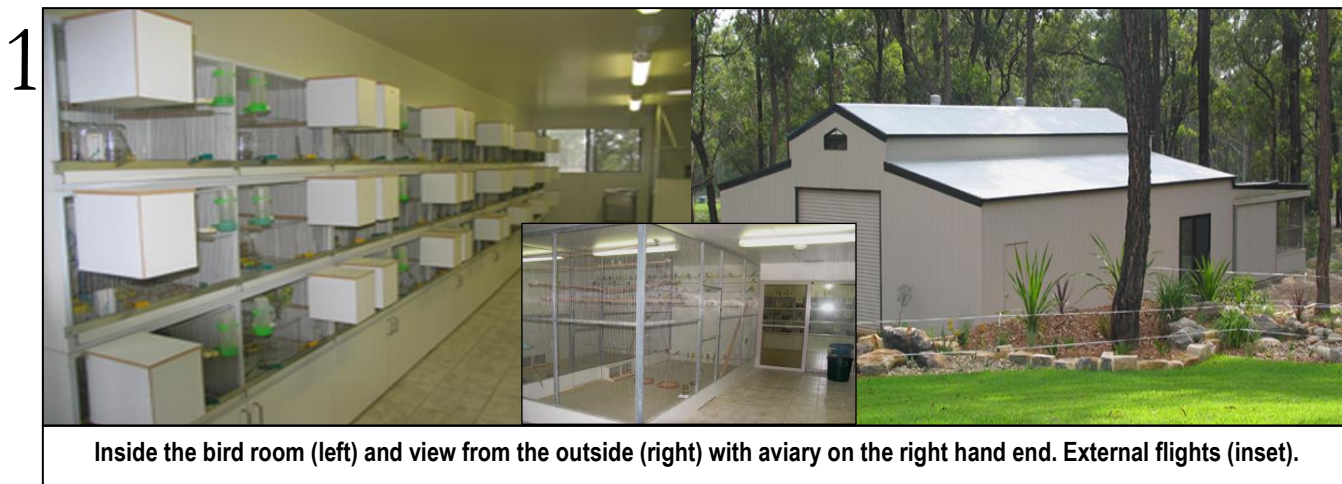 1
Inside the bird room (left) and view from the outside (right) with aviary on the right hand end. External flights (inset).